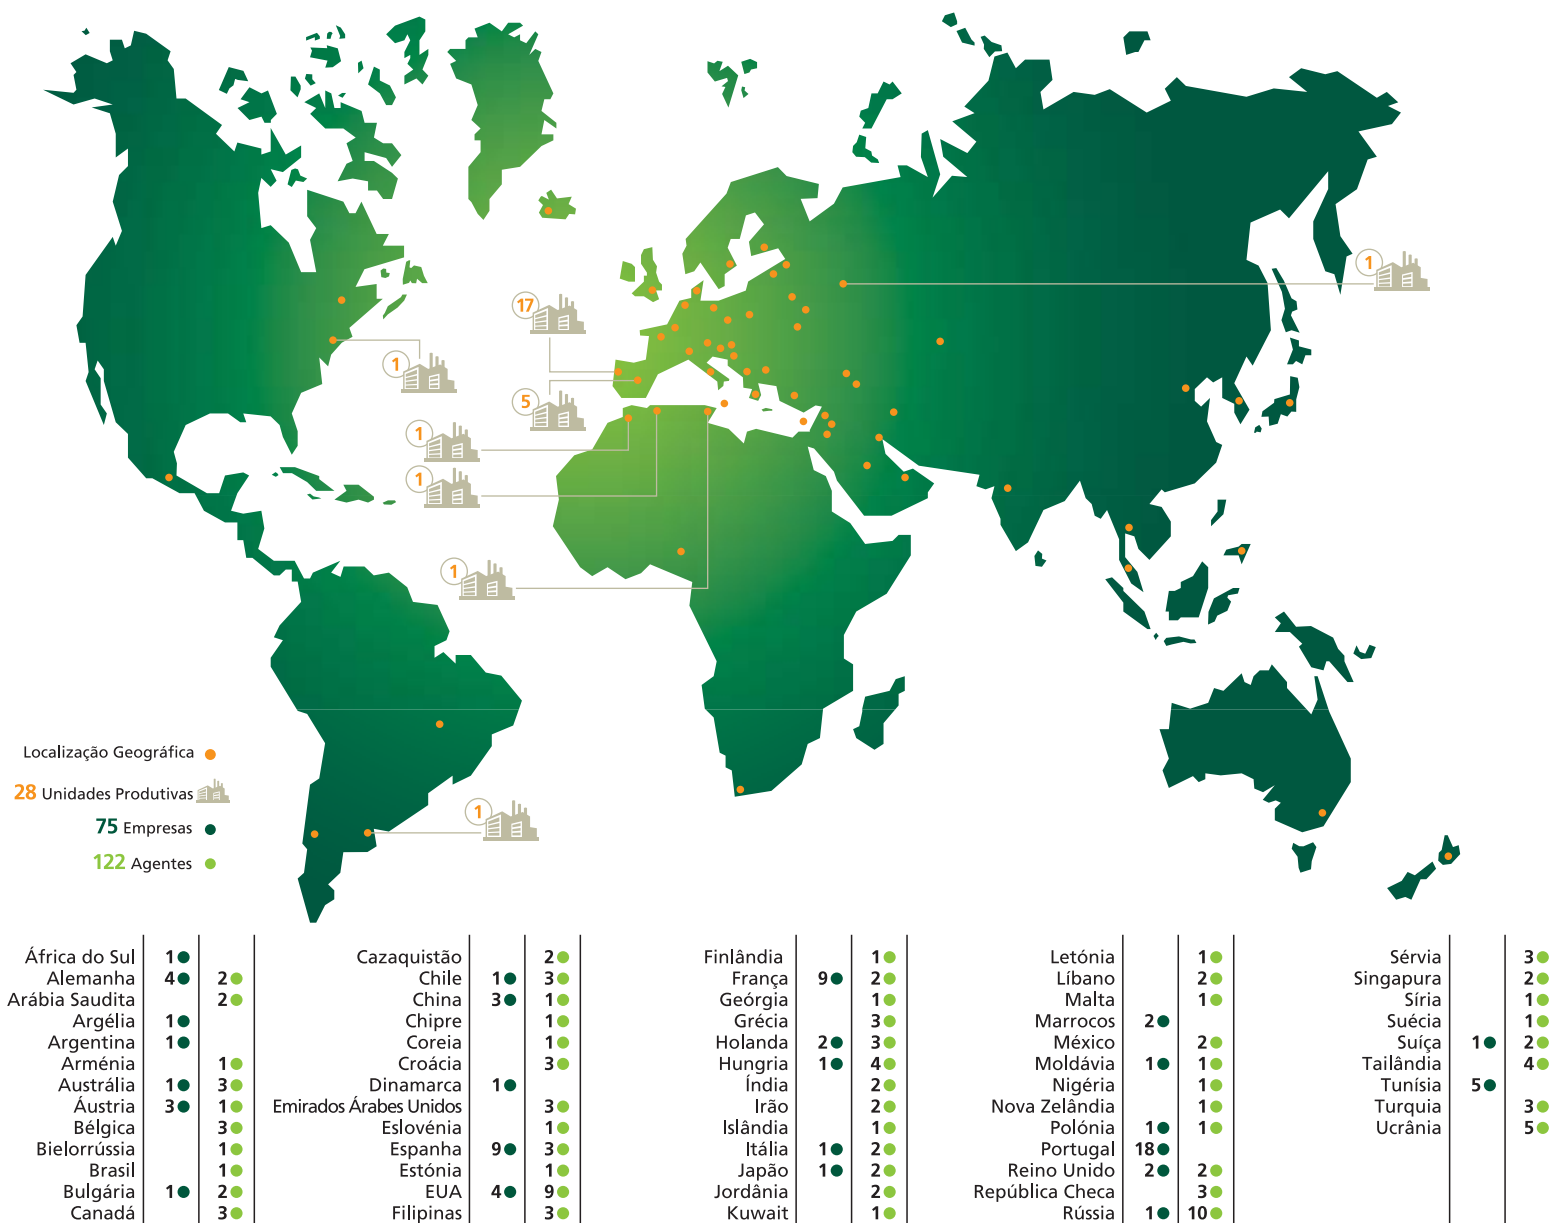 1
17
1
5
1
1
1
Localização Geográfica
28 Unidades Produtivas
75 Empresas
122 Agentes
1
África do Sul 1
Alemanha 4 2
Arábia Saudita 2
Argélia 1
Argentina 1
Arménia 1
Austrália 1 3
Áustria 3 1
Bélgica 3
Bielorrússia 1
Brasil 1
Bulgária 1 2
Canadá 3
Cazaquistão 2
Chile 1 3
China 3 1
Chipre 1
Coreia 1
Croácia 3
Dinamarca 1
Emirados Árabes Unidos 3
Eslovénia 1
Espanha 9 3
Estónia 1
EUA 4 9
Filipinas 3
Finlândia 1
França 9 2
Geórgia 1
Grécia 3
Holanda 2 3
Hungria 1 4
Índia 2
Irão 2
Islândia 1
Itália 1 2
Japão 1 2
Jordânia 2
Kuwait 1
Letónia 1
Líbano 2
Malta 1
Marrocos 2
México 2
Moldávia 1 1
Nigéria 1
Nova Zelândia 1
Polónia 1 1
Portugal 18
Reino Unido 2 2
República Checa 3
Rússia 1 10
Sérvia 3
Singapura 2
Síria 1
Suécia 1
Suíça 1 2
Tailândia 4
Tunísia 5
Turquia 3
Ucrânia 5